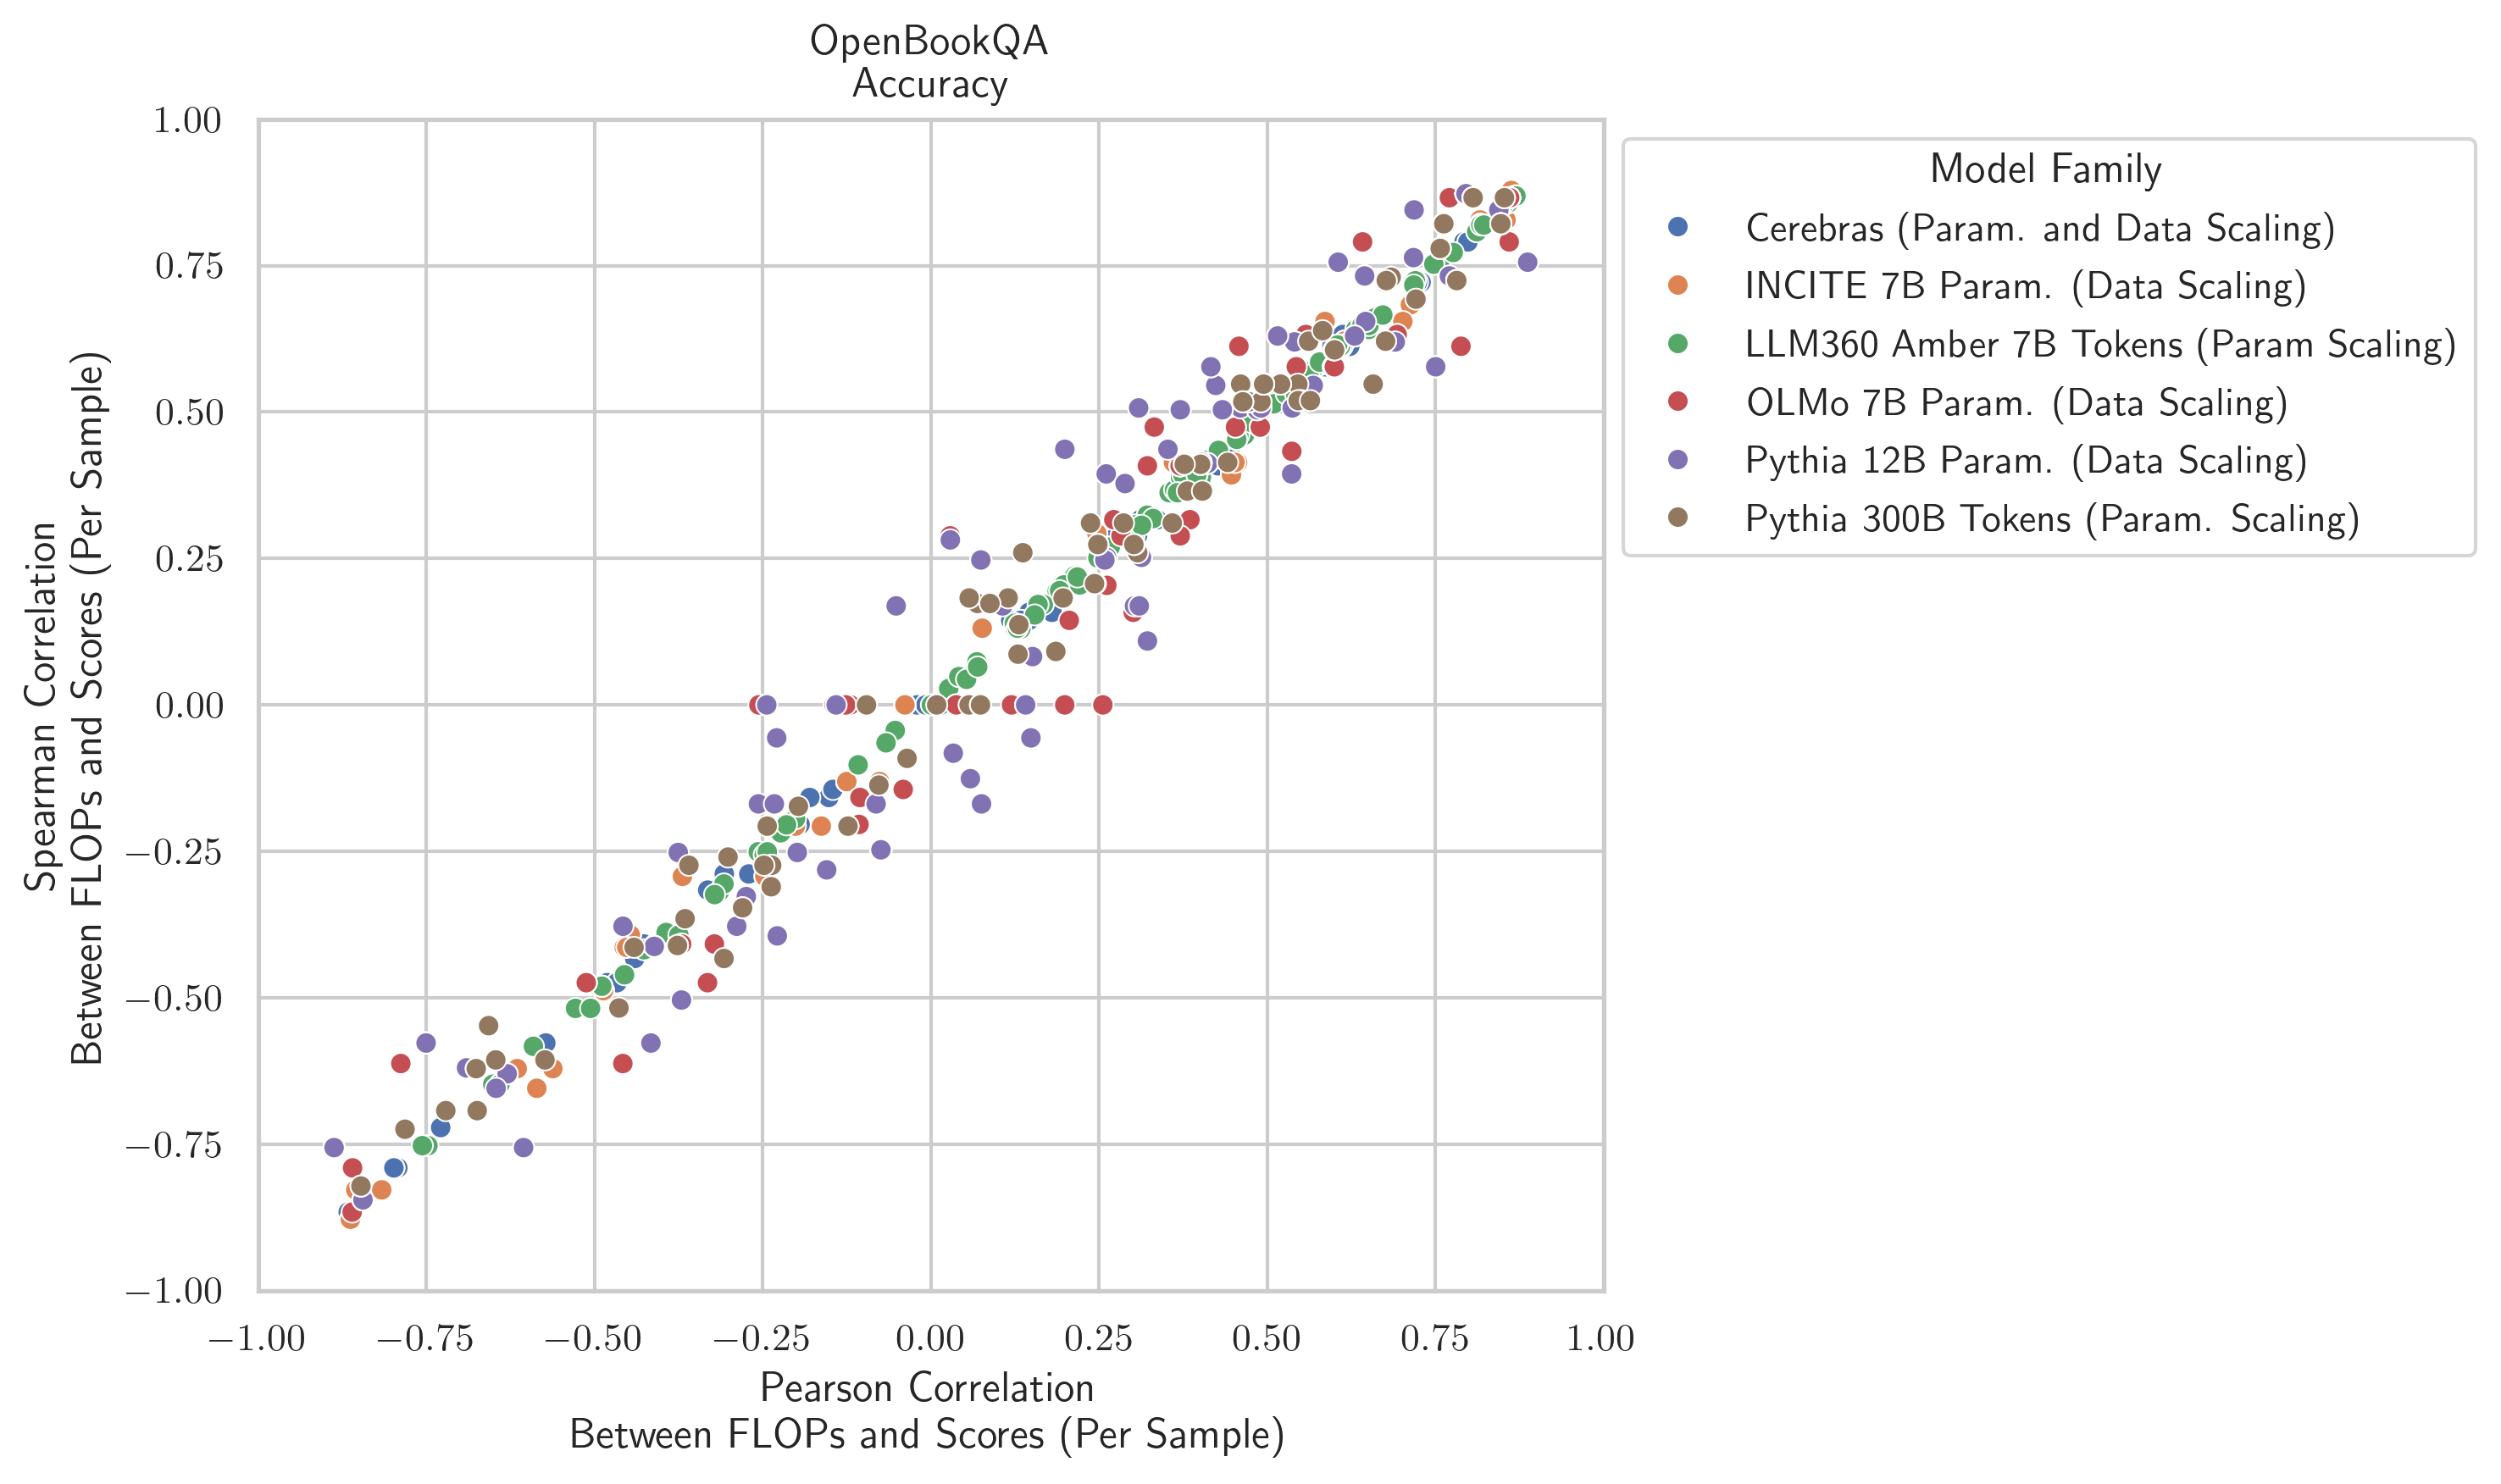 OpenBookQA
Accuracy
1.00
0.75
0.50
0.25
0.00
−0.25
−0.50
−0.75
−1.00
Spearman Correlation
Between FLOPs and Scores (Per Sample)
−1.00 −0.75 −0.50 −0.25 0.00 0.25 0.50 0.75 1.00
Pearson Correlation
Between FLOPs and Scores (Per Sample)
Model Family
Cerebras (Param. and Data Scaling)
INCITE 7B Param. (Data Scaling)
LLM360 Amber 7B Tokens (Param Scaling)
OLMo 7B Param. (Data Scaling)
Pythia 12B Param. (Data Scaling)
Pythia 300B Tokens (Param. Scaling)